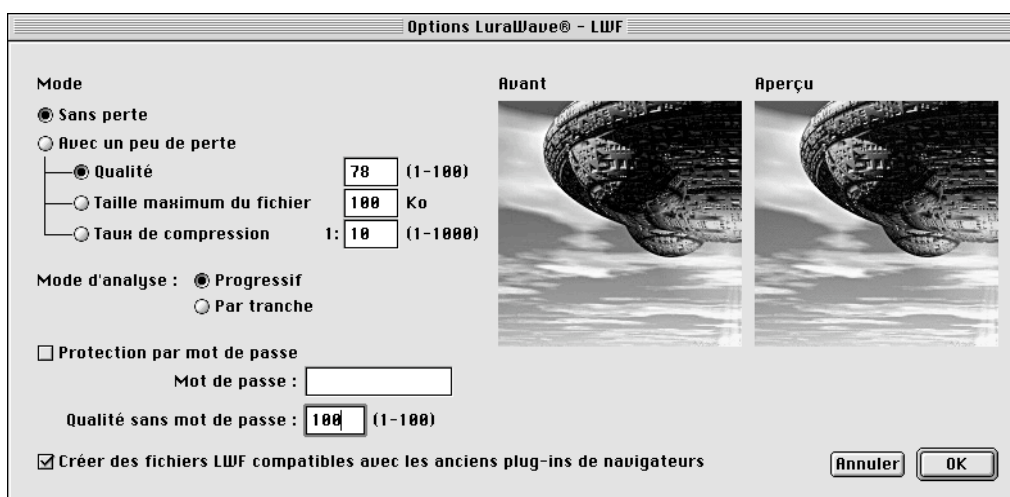 Options LuraWave® - LWF
Mode
Sans perte
Avec un peu de perte
Qualité 78 (1-100)
Taille maximum du fichier 100 Ko
Taux de compression 1: 10 (1-1000)
Mode d'analyse : Progressif
Par tranche
Protection par mot de passe
Mot de passe :
Qualité sans mot de passe : 100 (1-100)
Créer des fichiers LWF compatibles avec les anciens plug-ins de navigateurs
Avant
Aperçu
Annuler
OK